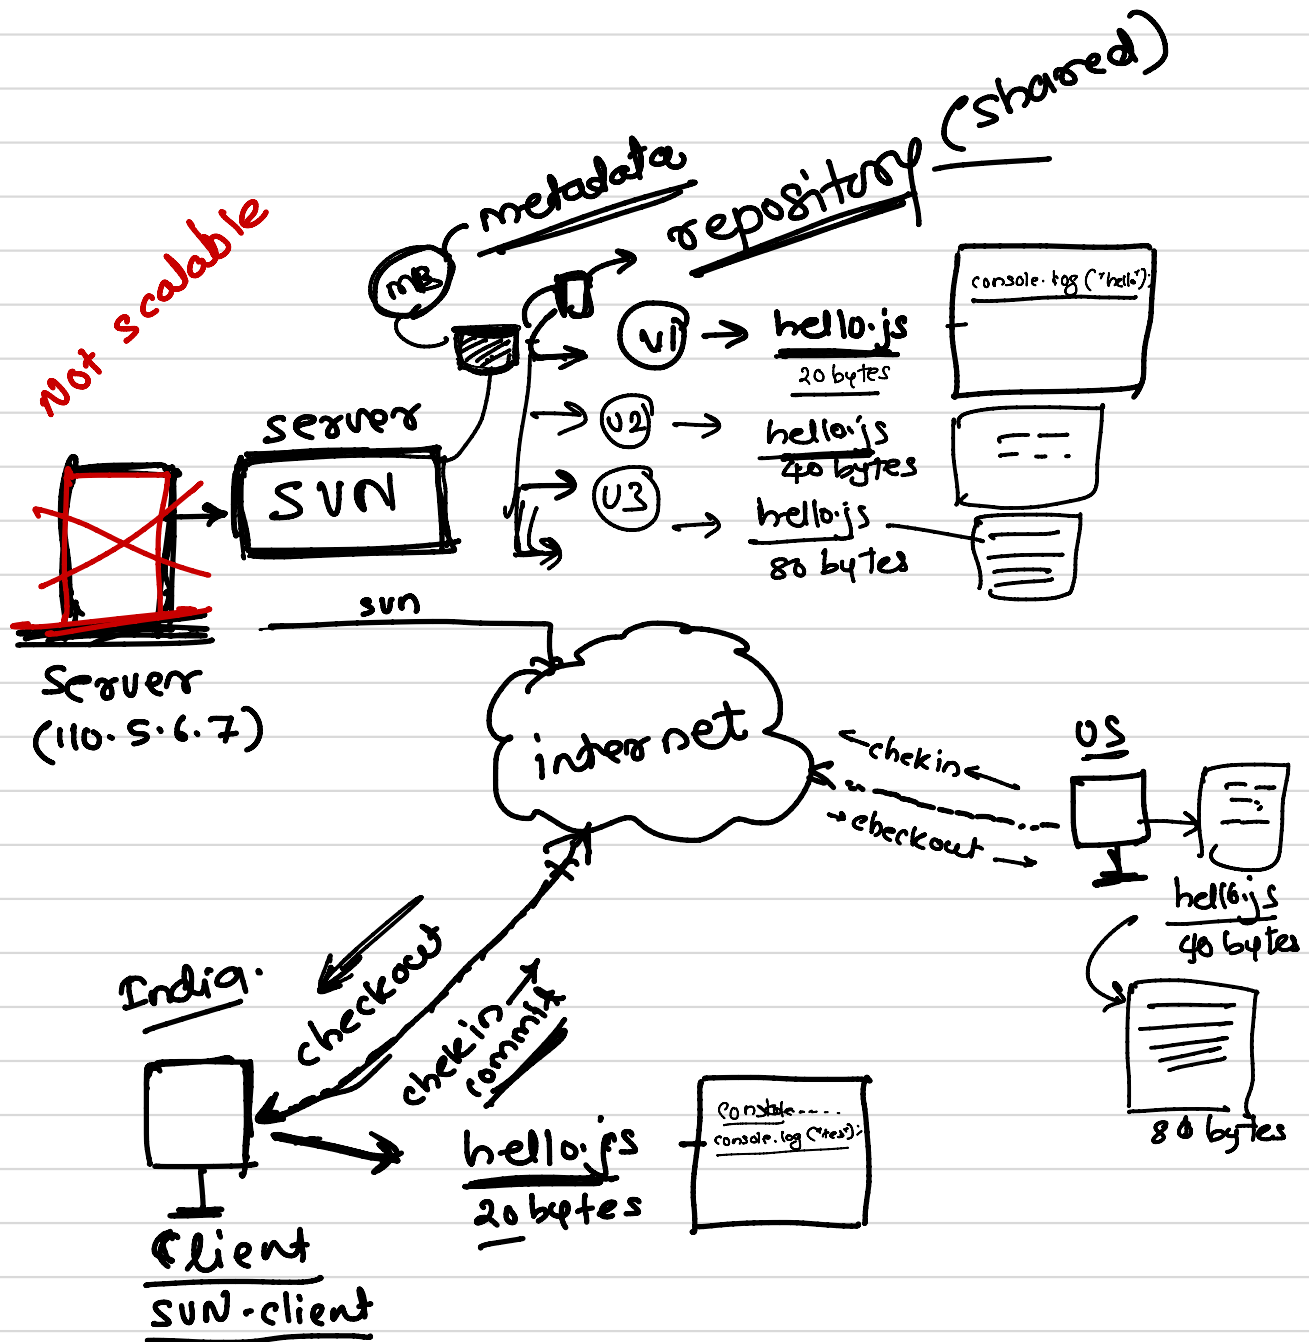 (shared)
metadata
repository
Not scalable
MB
console.log("hello");
v1
hello.js
20 bytes
server
SVN
v2
hello.js
40 bytes
v3
hello.js
80 bytes
svn
Server
(110.5.6.7)
internet
US
chekin
checkout
hello.js
40 bytes
80 bytes
India.
checkout
chekin
commit
hello.js
20 bytes
console.....
console.log("tes");
Client
SVN-client